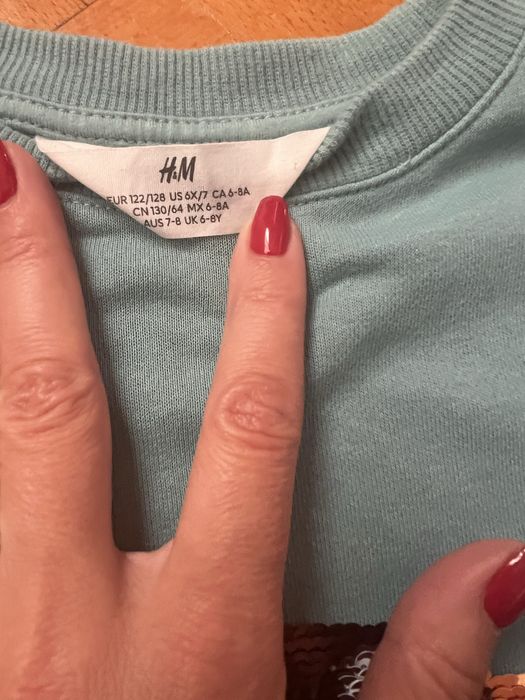 H&M
EUR 122/128 US 6X/7 CA 6-8A
CN 130/64 MX 6-8A
AUS 7-8 UK 6-8Y